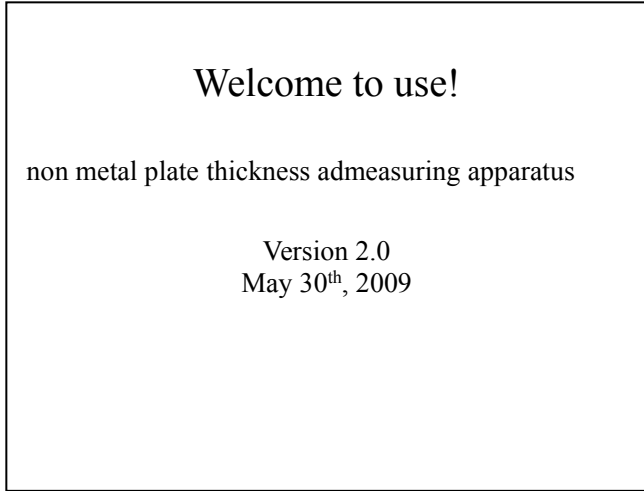 Welcome to use!
non metal plate thickness admeasuring apparatus
Version 2.0
May 30th, 2009